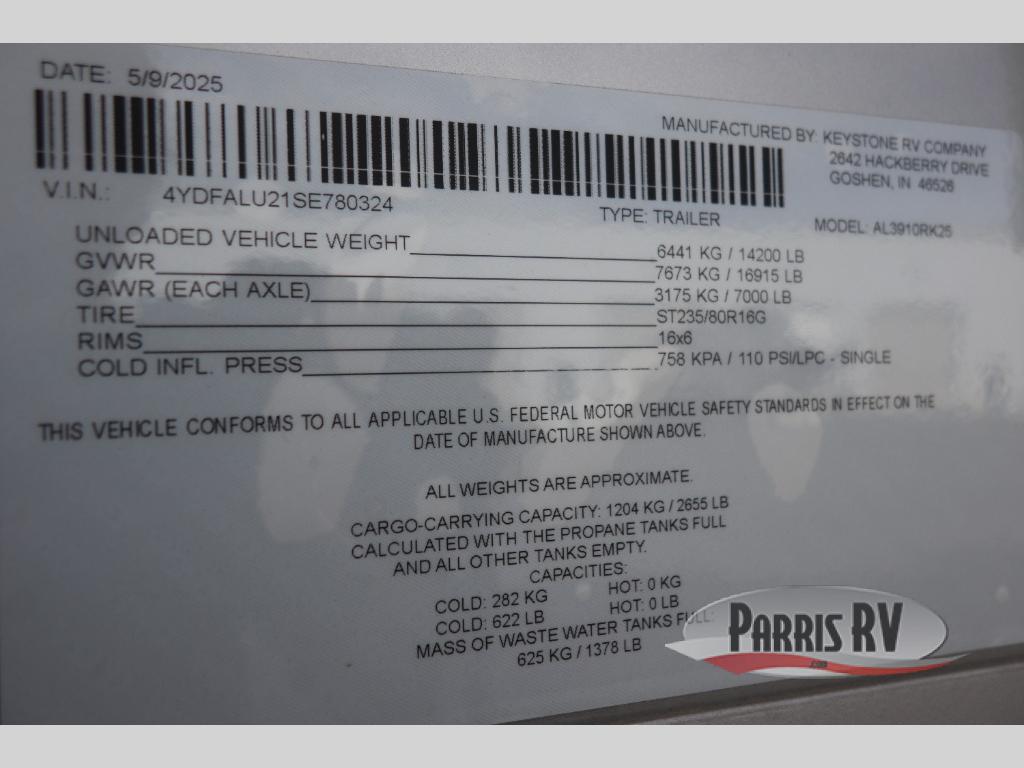 DATE: 5/9/2025
MANUFACTURED BY: KEYSTONE RV COMPANY
2642 HACKBERRY DRIVE
GOSHEN, IN 46526
V.I.N.: 4YDFALU21SE780324
TYPE: TRAILER
MODEL: AL3910RK25
UNLOADED VEHICLE WEIGHT 6441 KG / 14200 LB
GVWR 7673 KG / 16915 LB
GAWR (EACH AXLE) 3175 KG / 7000 LB
TIRE ST235/80R16G
RIMS 16x6
COLD INFL. PRESS 758 KPA / 110 PSI/LPC - SINGLE
THIS VEHICLE CONFORMS TO ALL APPLICABLE U.S. FEDERAL MOTOR VEHICLE SAFETY STANDARDS IN EFFECT ON THE
DATE OF MANUFACTURE SHOWN ABOVE.
ALL WEIGHTS ARE APPROXIMATE.
CARGO-CARRYING CAPACITY: 1204 KG / 2655 LB
CALCULATED WITH THE PROPANE TANKS FULL
AND ALL OTHER TANKS EMPTY.
CAPACITIES:
COLD: 282 KG HOT: 0 KG
COLD: 622 LB HOT: 0 LB
MASS OF WASTE WATER TANKS FULL:
625 KG / 1378 LB
PARRIS RV
.com